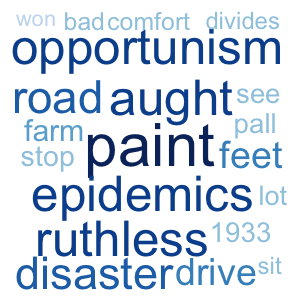 won bad comfort divides
opportunism
road aught see
farm paint pall
stop feet
epidemics lot
ruthless 1933
disaster drive sit